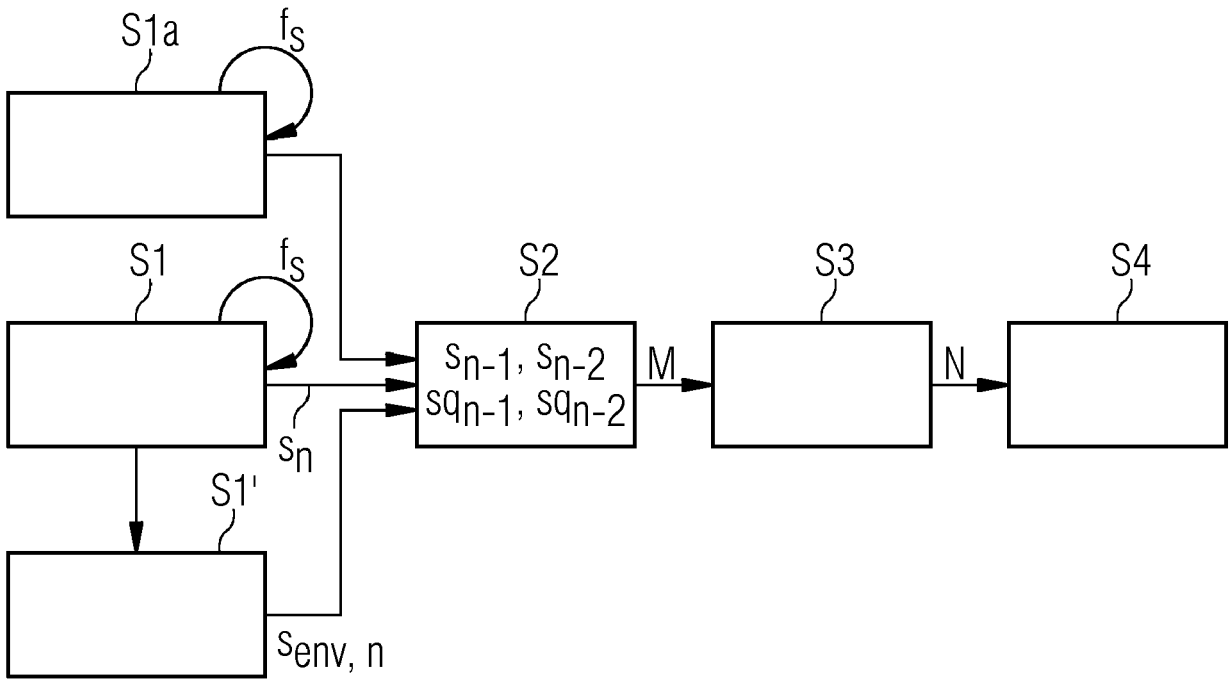 S1a
fs
S1
fs
S2
S3
S4
sn-1, sn-2
M
N
sqn-1, sqn-2
sn
S1'
senv, n